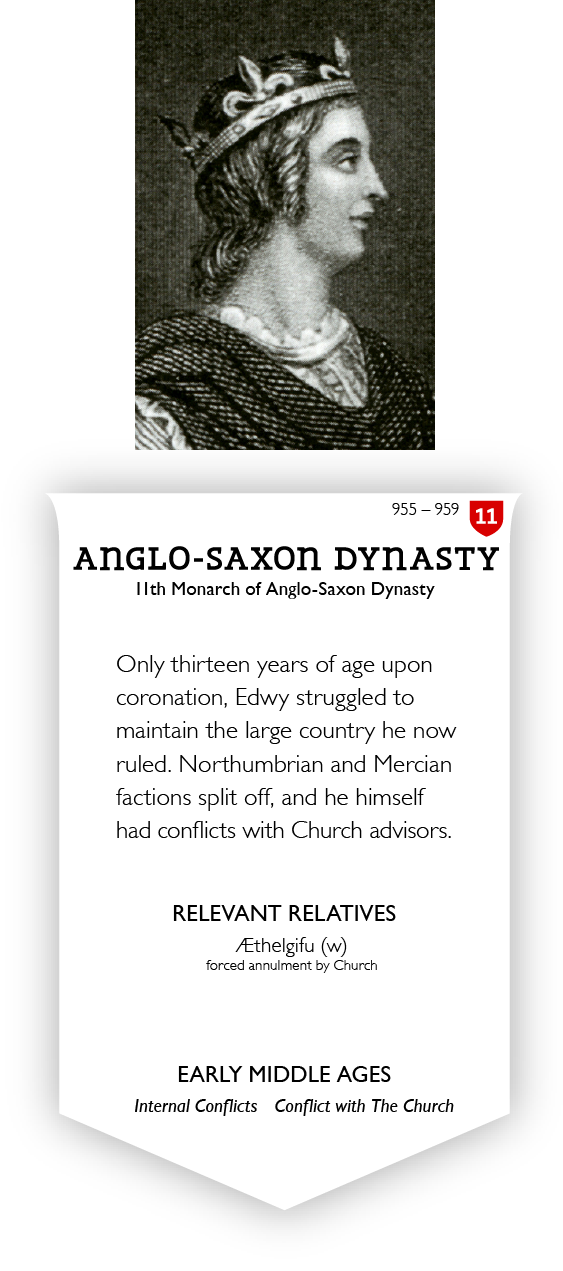 955 – 959 11
ANGLO-SAXON DYNASTY
11th Monarch of Anglo-Saxon Dynasty
Only thirteen years of age upon
coronation, Edwy struggled to
maintain the large country he now
ruled. Northumbrian and Mercian
factions split off, and he himself
had conflicts with Church advisors.
RELEVANT RELATIVES
Æthelgifu (w)
forced annulment by Church
EARLY MIDDLE AGES
Internal Conflicts Conflict with The Church